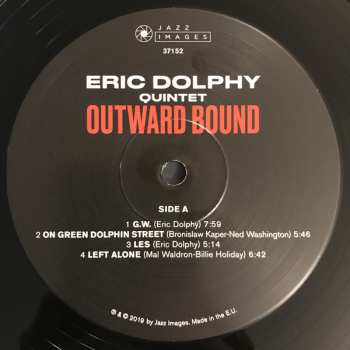 JAZZ
IMAGES
37152
ERIC DOLPHY
QUINTET
OUTWARD BOUND
SIDE A
1 G.W. (Eric Dolphy) 7:59
2 ON GREEN DOLPHIN STREET (Bronislaw Kaper-Ned Washington) 5:46
3 LES (Eric Dolphy) 5:14
4 LEFT ALONE (Mal Waldron-Billie Holiday) 6:42
℗ & © 2019 by Jazz Images. Made in the E.U.